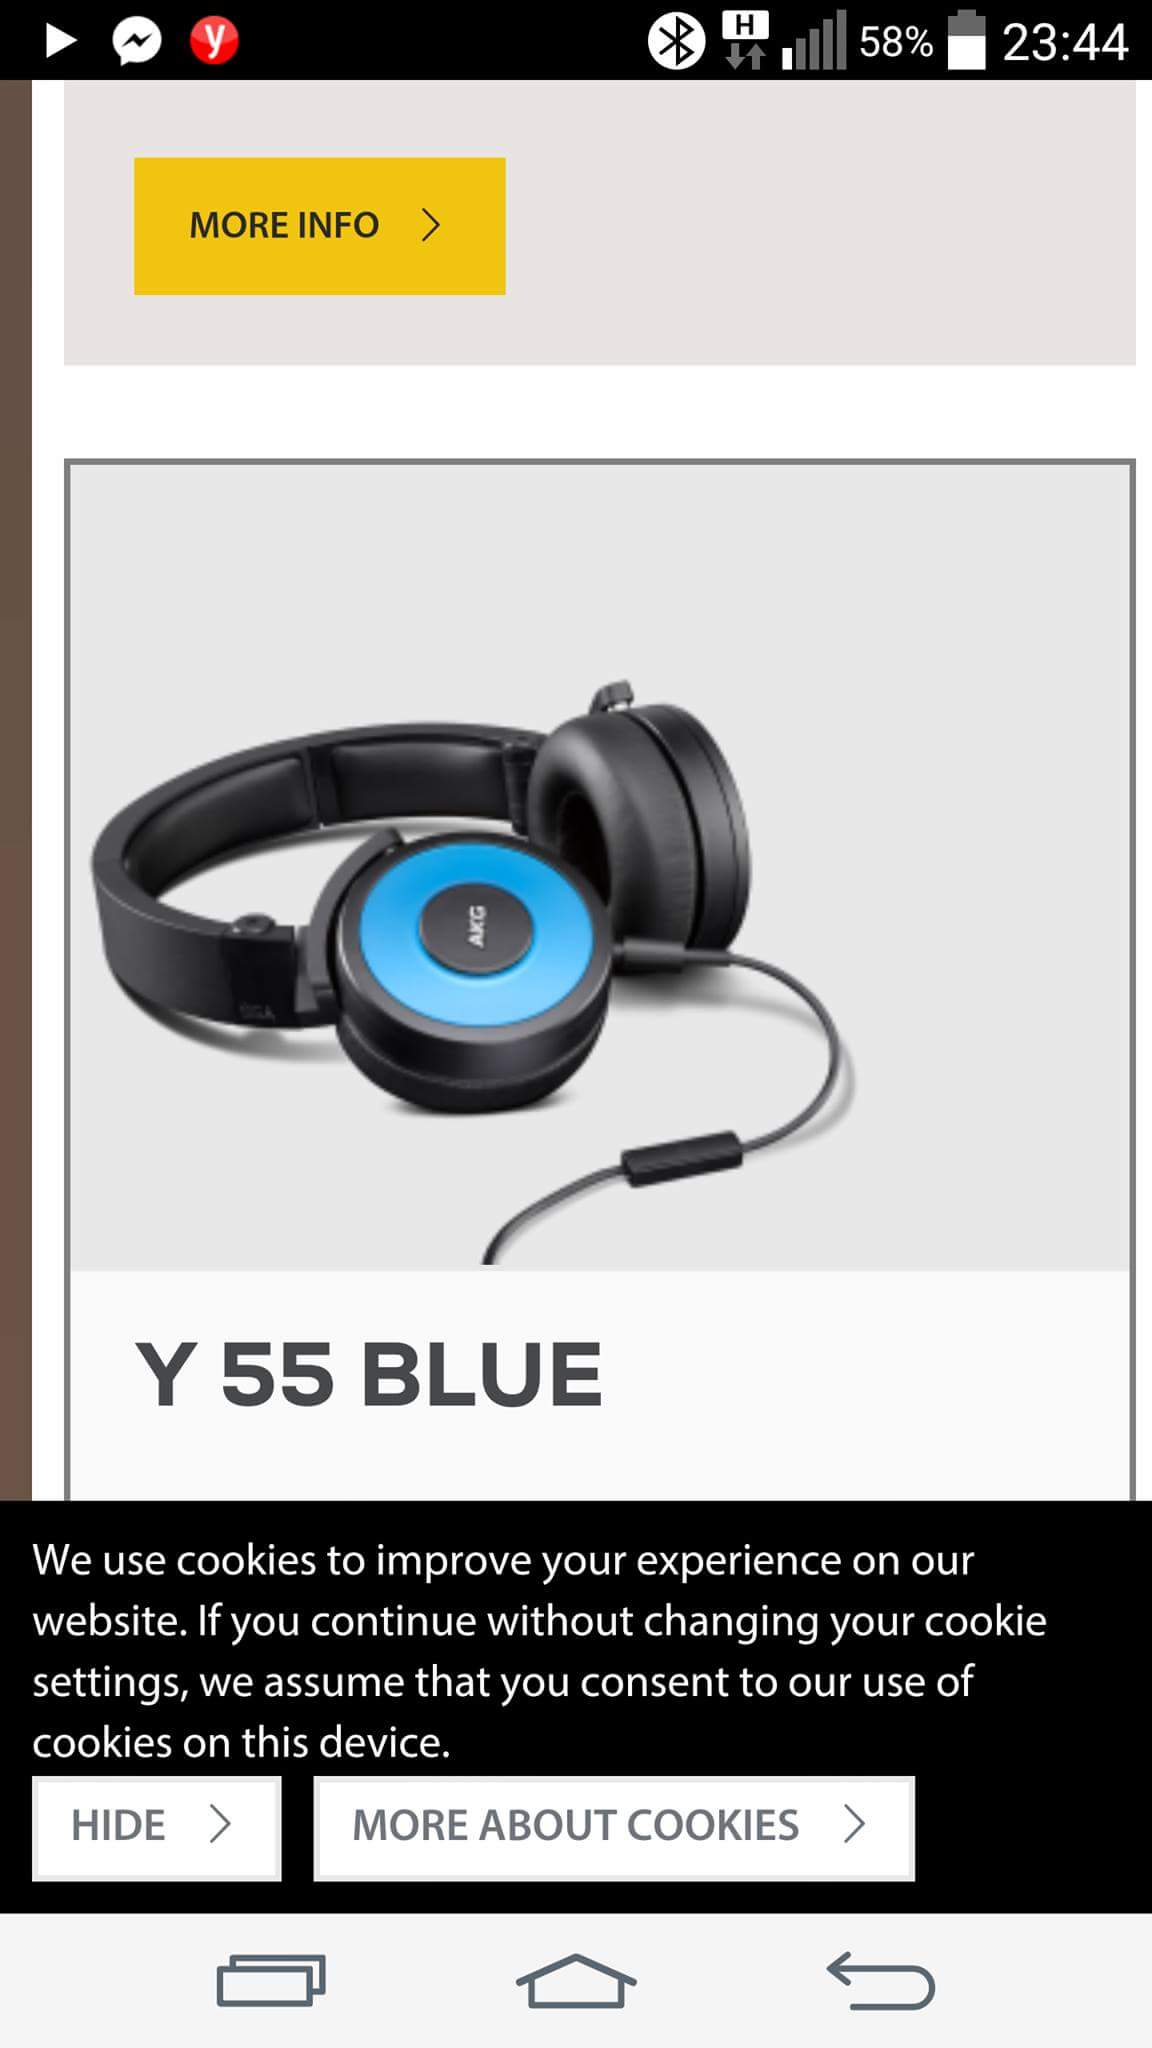 y
H
58%
23:44
MORE INFO
AKG
Y 55 BLUE
We use cookies to improve your experience on our
website. If you continue without changing your cookie
settings, we assume that you consent to our use of
cookies on this device.
HIDE
MORE ABOUT COOKIES